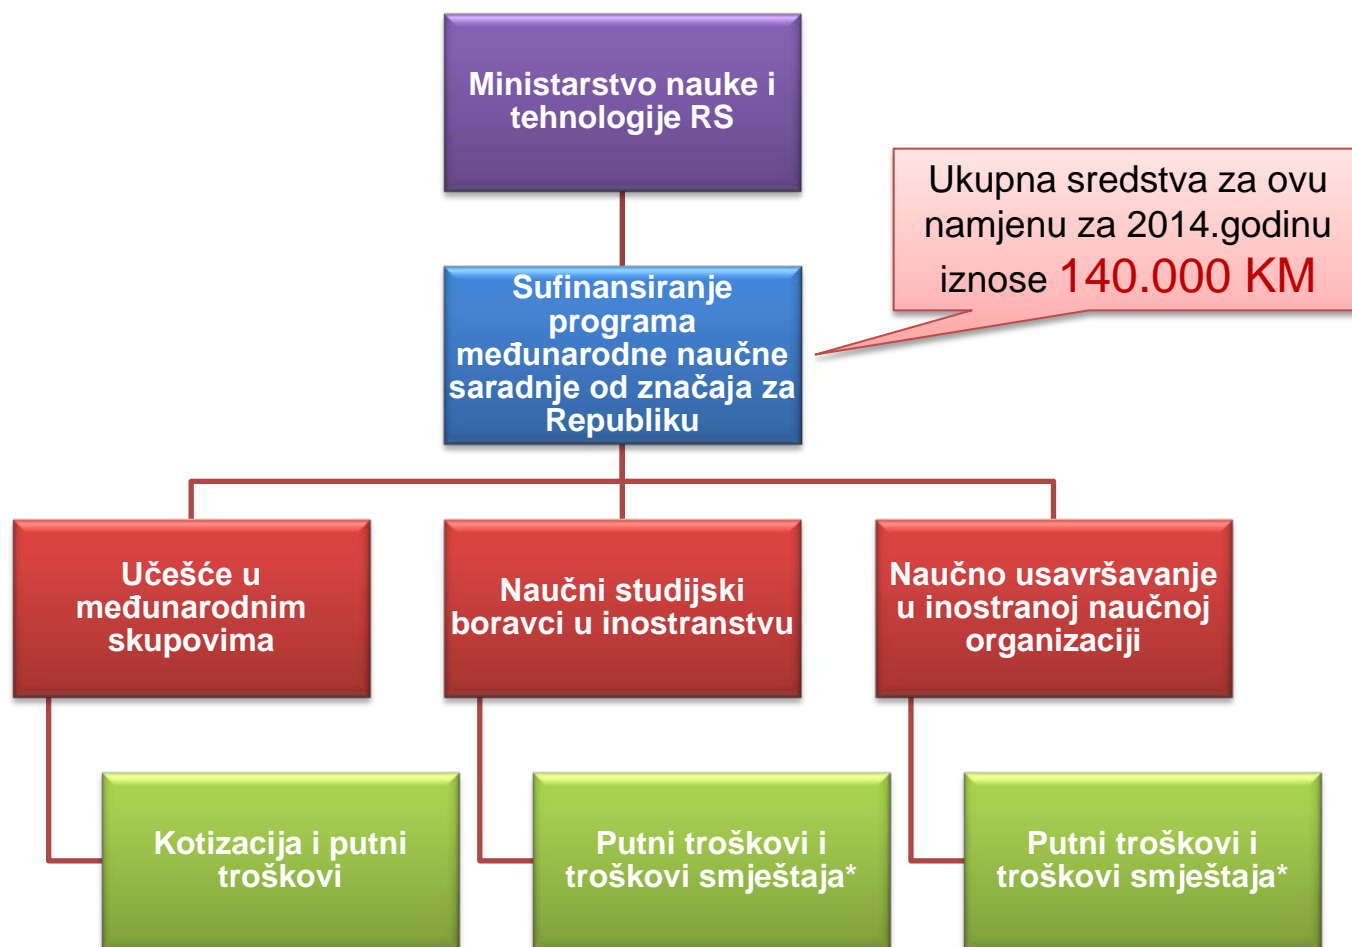 Ministarstvo nauke i
tehnologije RS
Ukupna sredstva za ovu
namjenu za 2014.godinu
iznose 140.000 KM
Sufinansiranje
programa
međunarodne naučne
saradnje od značaja za
Republiku
Učešće u
međunarodnim
skupovima
Naučni studijski
boravci u inostranstvu
Naučno usavršavanje
u inostranoj naučnoj
organizaciji
Kotizacija i putni
troškovi
Putni troškovi i
troškovi smještaja*
Putni troškovi i
troškovi smještaja*